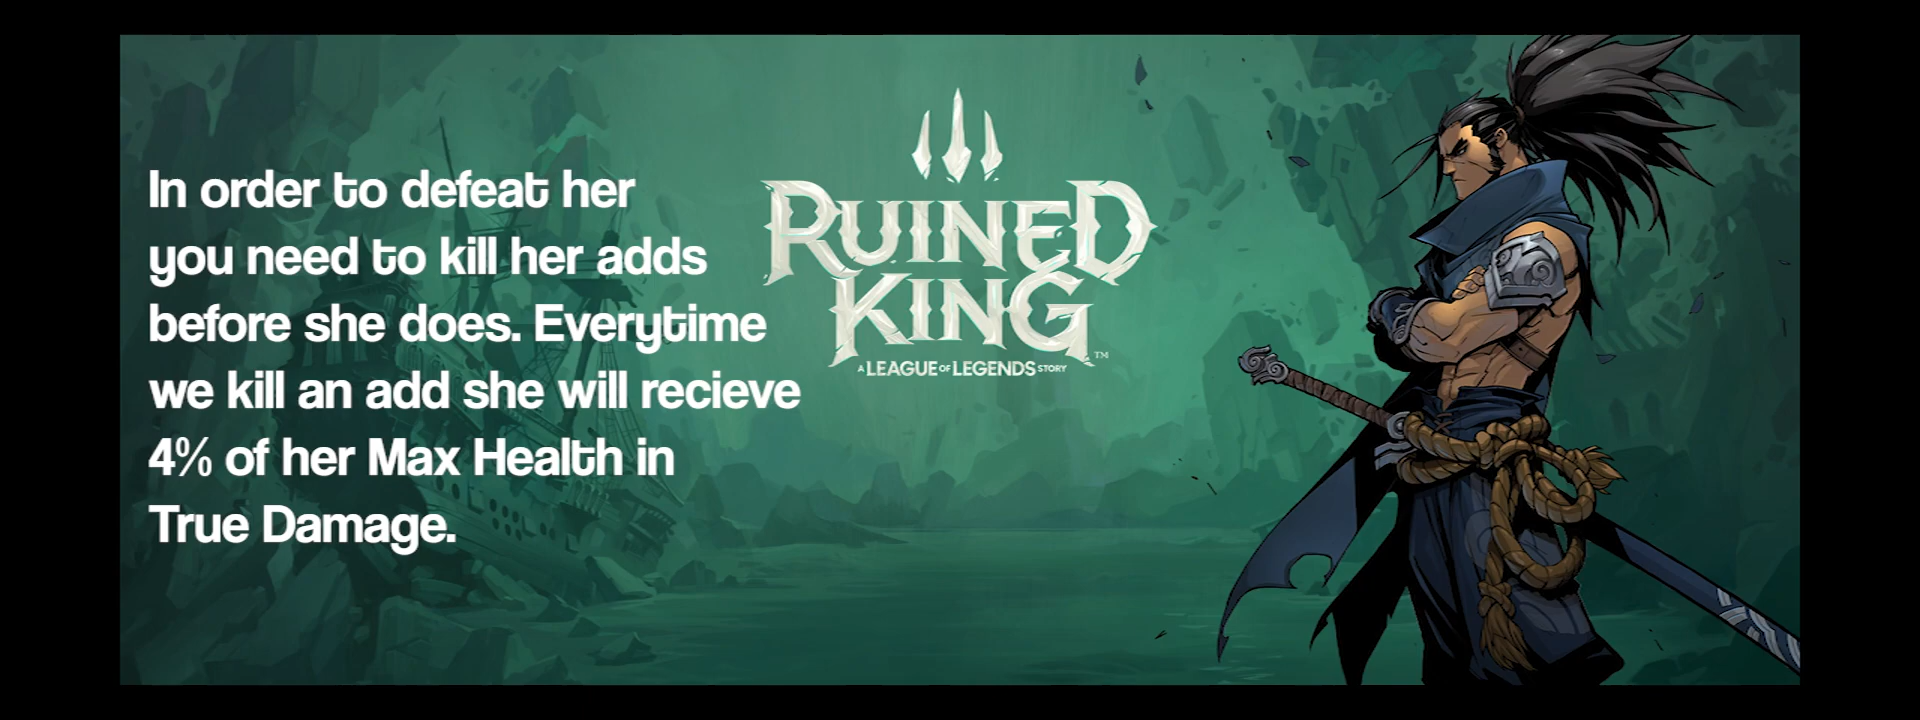 In order to defeat her
you need to kill her adds
before she does. Everytime
we kill an add she will recieve
4% of her Max Health in
True Damage.
RUINED
KING™
A LEAGUE OF LEGENDS STORY